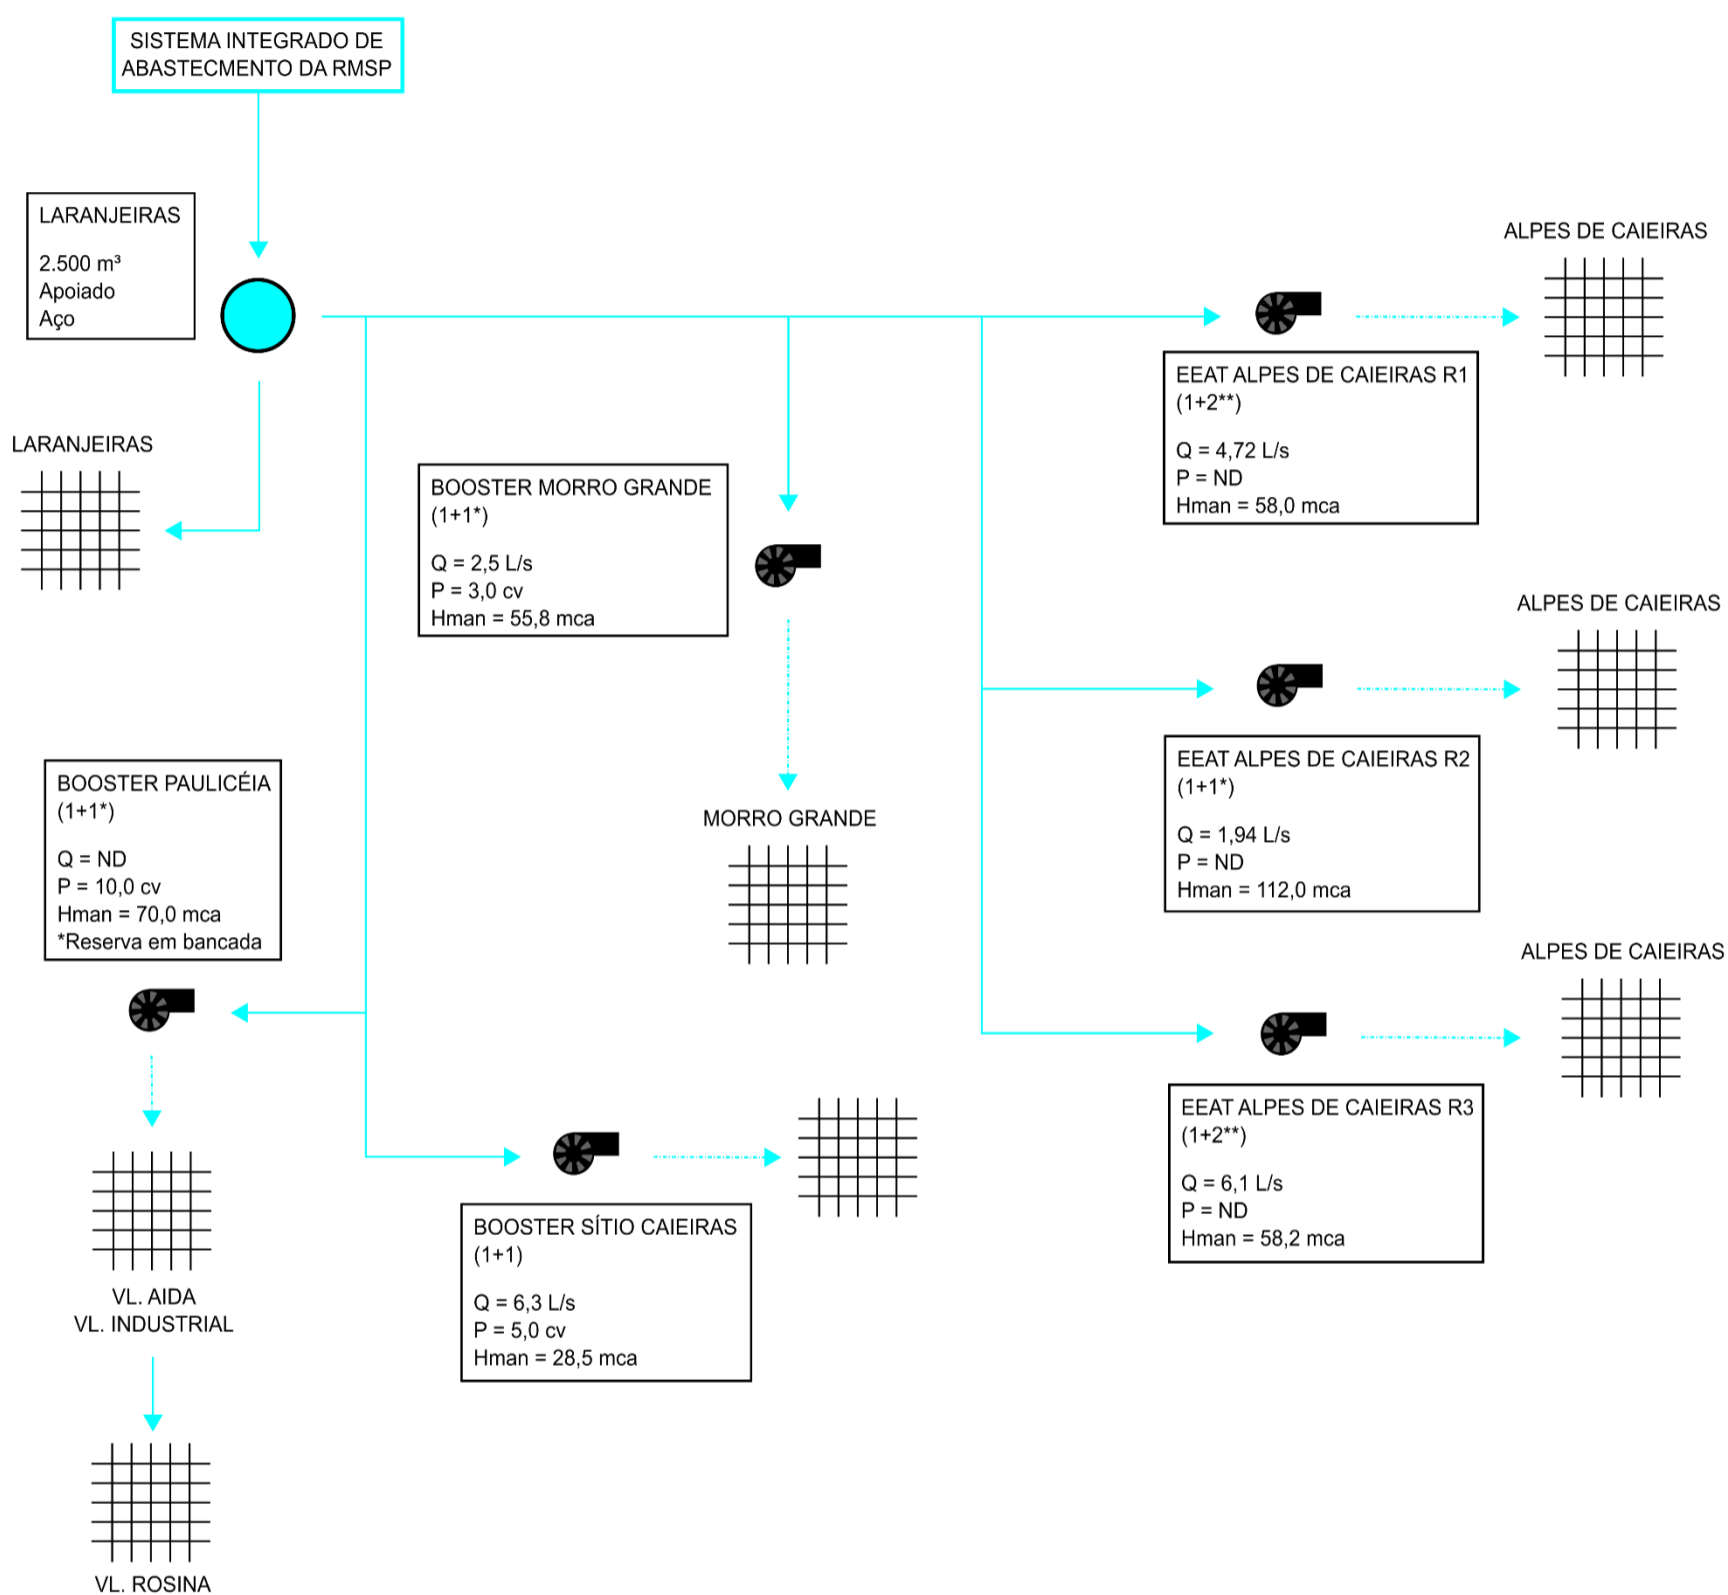 SISTEMA INTEGRADO DE
ABASTECMENTO DA RMSP
LARANJEIRAS
2.500 m³
Apoiado
Aço
LARANJEIRAS
ALPES DE CAIEIRAS
EEAT ALPES DE CAIEIRAS R1
(1+2**)
Q = 4,72 L/s
P = ND
Hman = 58,0 mca
BOOSTER MORRO GRANDE
(1+1*)
Q = 2,5 L/s
P = 3,0 cv
Hman = 55,8 mca
MORRO GRANDE
ALPES DE CAIEIRAS
EEAT ALPES DE CAIEIRAS R2
(1+1*)
Q = 1,94 L/s
P = ND
Hman = 112,0 mca
BOOSTER PAULICÉIA
(1+1*)
Q = ND
P = 10,0 cv
Hman = 70,0 mca
*Reserva em bancada
ALPES DE CAIEIRAS
EEAT ALPES DE CAIEIRAS R3
(1+2**)
Q = 6,1 L/s
P = ND
Hman = 58,2 mca
BOOSTER SÍTIO CAIEIRAS
(1+1)
Q = 6,3 L/s
P = 5,0 cv
Hman = 28,5 mca
VL. AIDA
VL. INDUSTRIAL
VL. ROSINA